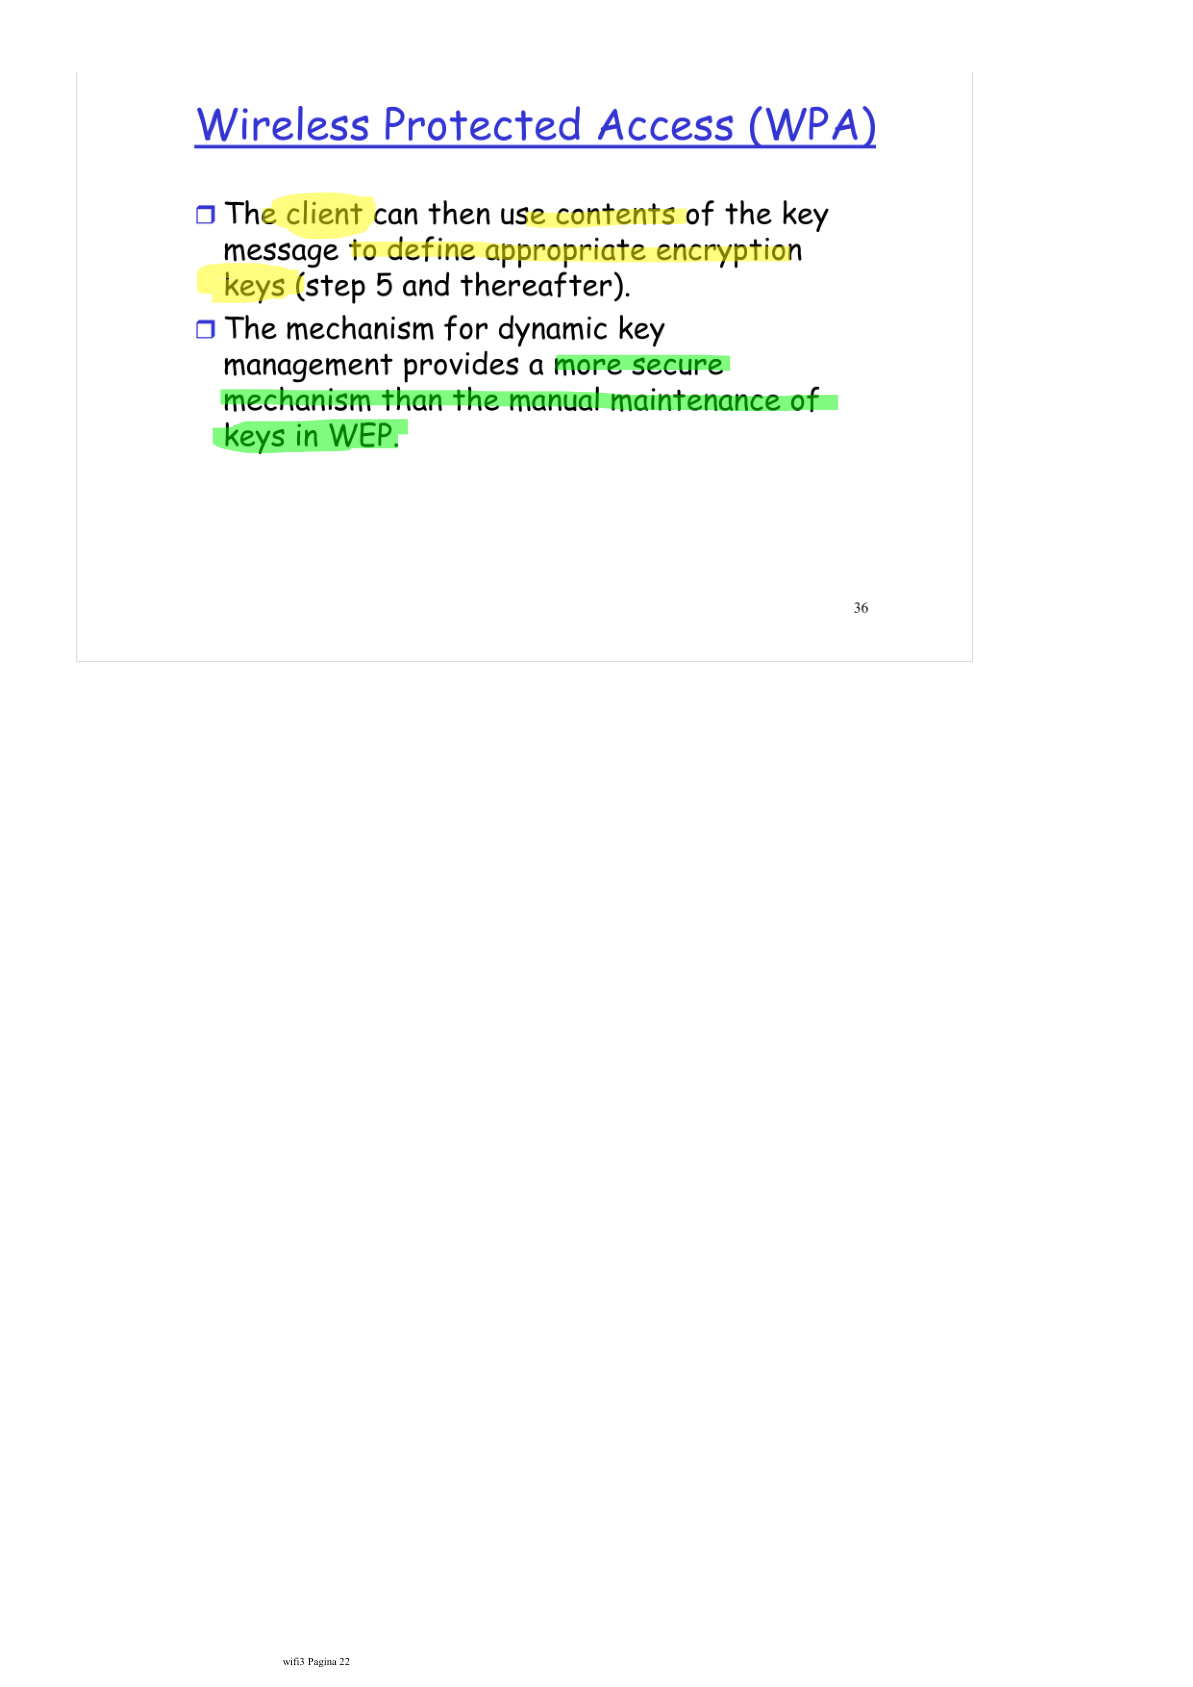 Wireless Protected Access (WPA)
❒ The client can then use contents of the key
message to define appropriate encryption
keys (step 5 and thereafter).
❒ The mechanism for dynamic key
management provides a more secure
mechanism than the manual maintenance of
keys in WEP.
36
wifi3 Pagina 22